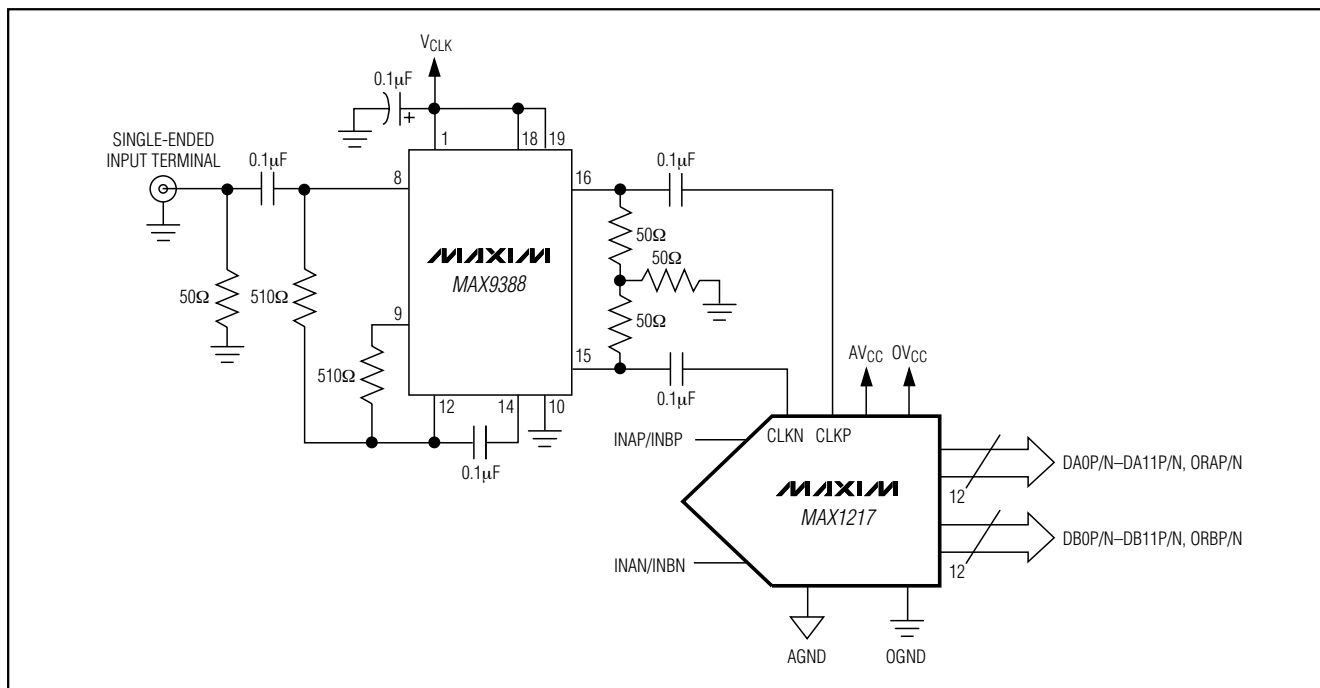 VCLK
0.1µF
+
SINGLE-ENDED
INPUT TERMINAL
0.1µF
1
18
19
8
16
0.1µF
MAXIM
MAX9388
50Ω
50Ω
50Ω
510Ω
9
50Ω
15
510Ω
0.1µF
12
14
10
0.1µF
AVCC
OVCC
INAP/INBP
CLKN
CLKP
MAXIM
MAX1217
12
DA0P/N–DA11P/N, ORAP/N
12
DB0P/N–DB11P/N, ORBP/N
INAN/INBN
AGND
OGND